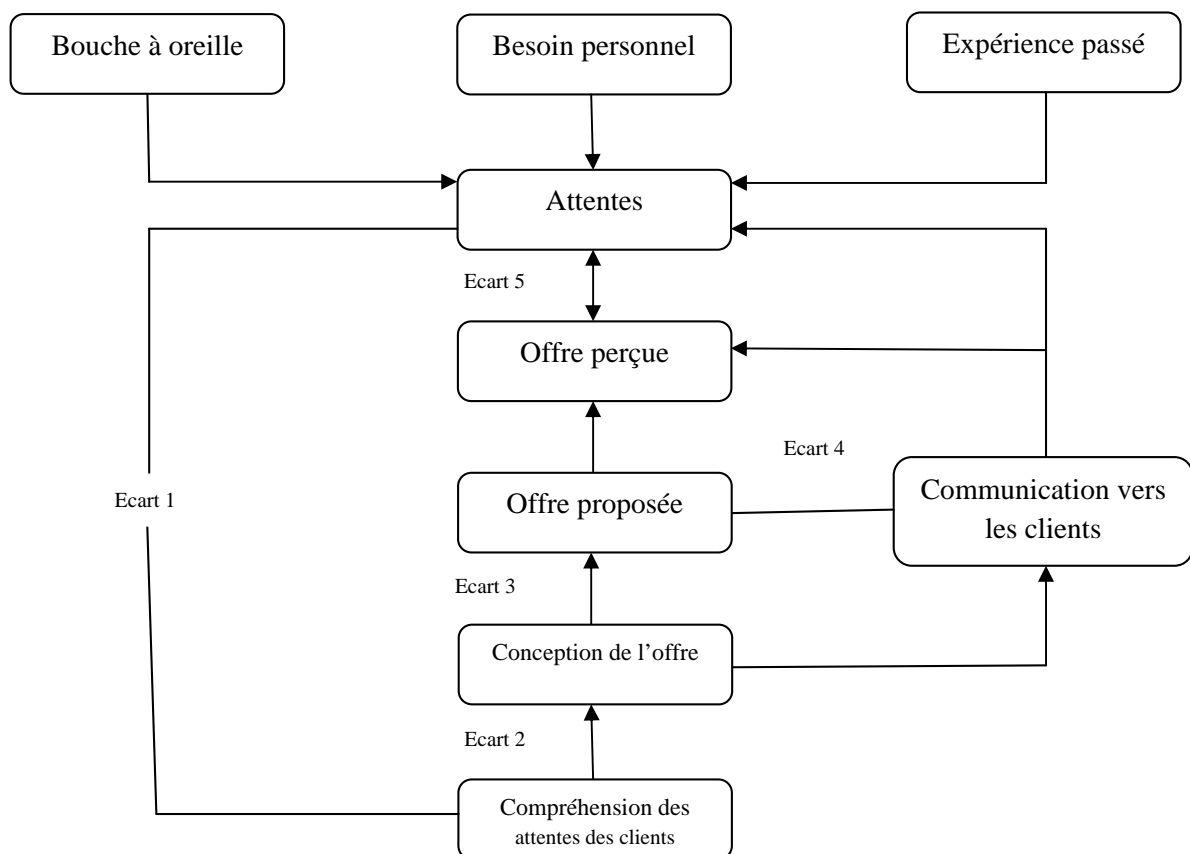 Bouche à oreille
Besoin personnel
Expérience passé
Attentes
Ecart 5
Offre perçue
Ecart 4
Offre proposée
Communication vers
les clients
Ecart 1
Ecart 3
Conception de l’offre
Ecart 2
Compréhension des
attentes des clients